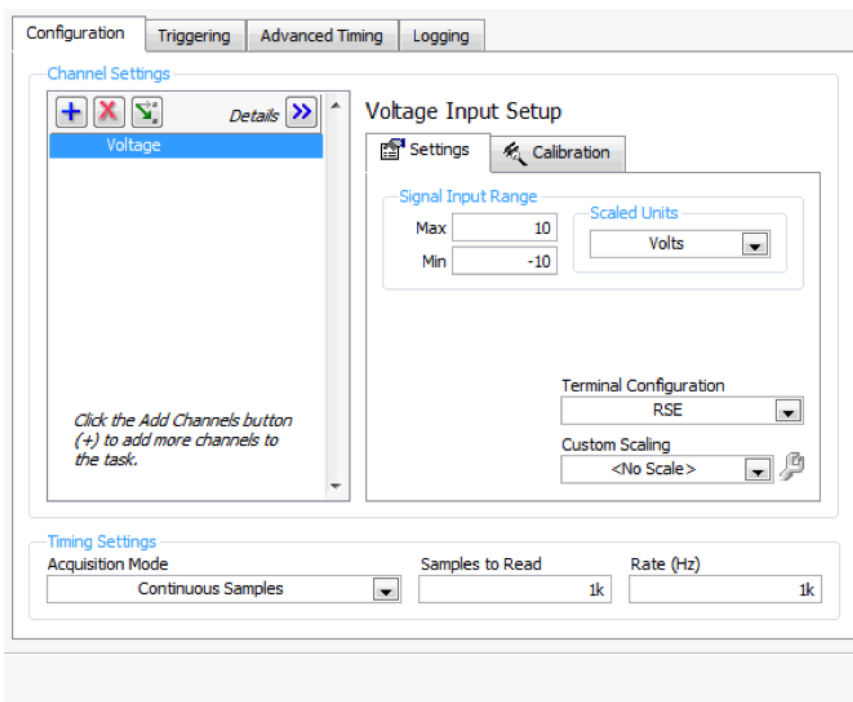 Configuration
Triggering
Advanced Timing
Logging
Channel Settings
Details
Voltage
Click the Add Channels button
(+) to add more channels to
the task.
Voltage Input Setup
Settings
Calibration
Signal Input Range
Max 10
Min -10
Scaled Units
Volts
Terminal Configuration
RSE
Custom Scaling
<No Scale>
Timing Settings
Acquisition Mode
Continuous Samples
Samples to Read
1k
Rate (Hz)
1k